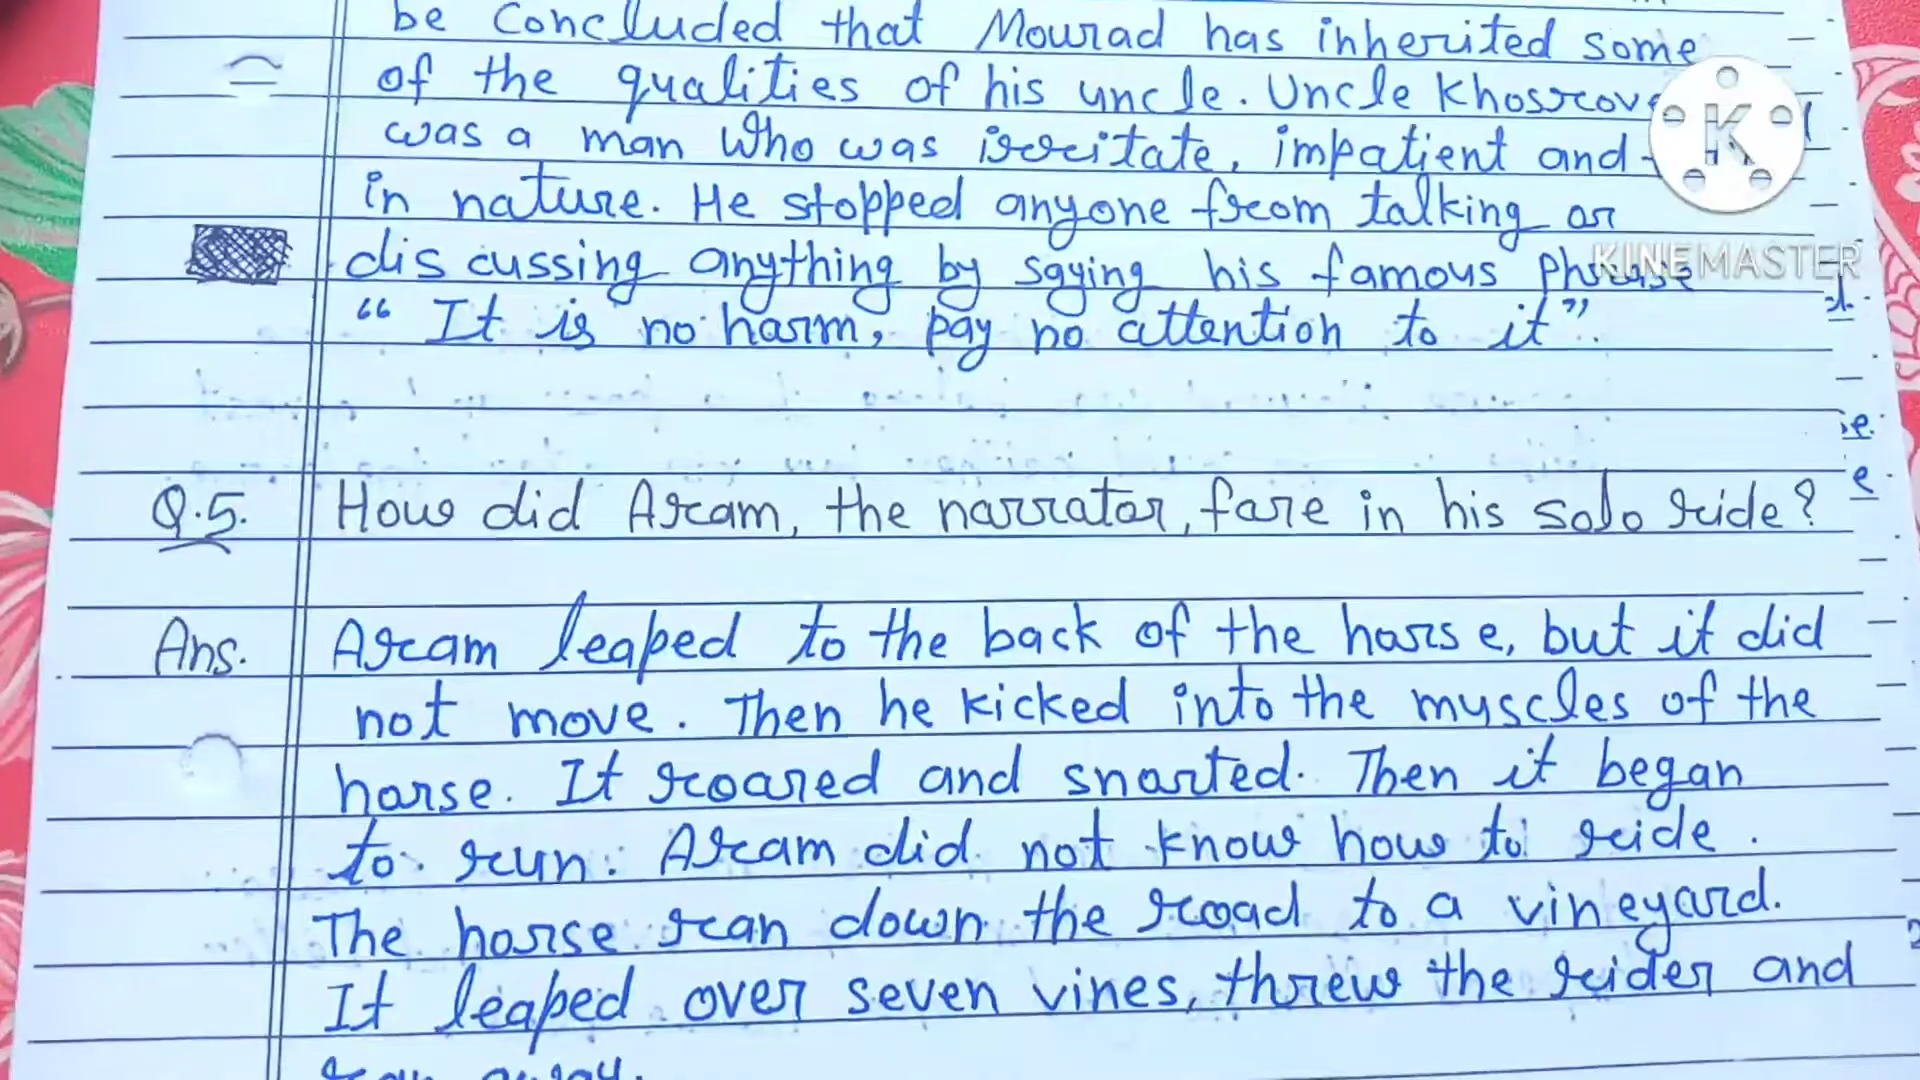 be concluded that Mourad has inherited some
of the qualities of his uncle. Uncle Khosrove
was a man who was irritate, impatient and
in nature. He stopped anyone from talking or
dis cussing anything by saying his famous phrase
“ It is no harm, pay no attention to it”.
Q.5. How did Aram, the narrator, fare in his solo ride?
Ans. Aram leaped to the back of the horse, but it did
not move. Then he kicked into the muscles of the
horse. It roared and snorted. Then it began
to run. Aram did not know how to ride.
The horse ran down the road to a vineyard.
It leaped over seven vines, threw the rider and
ran away.
K
KINEMASTER